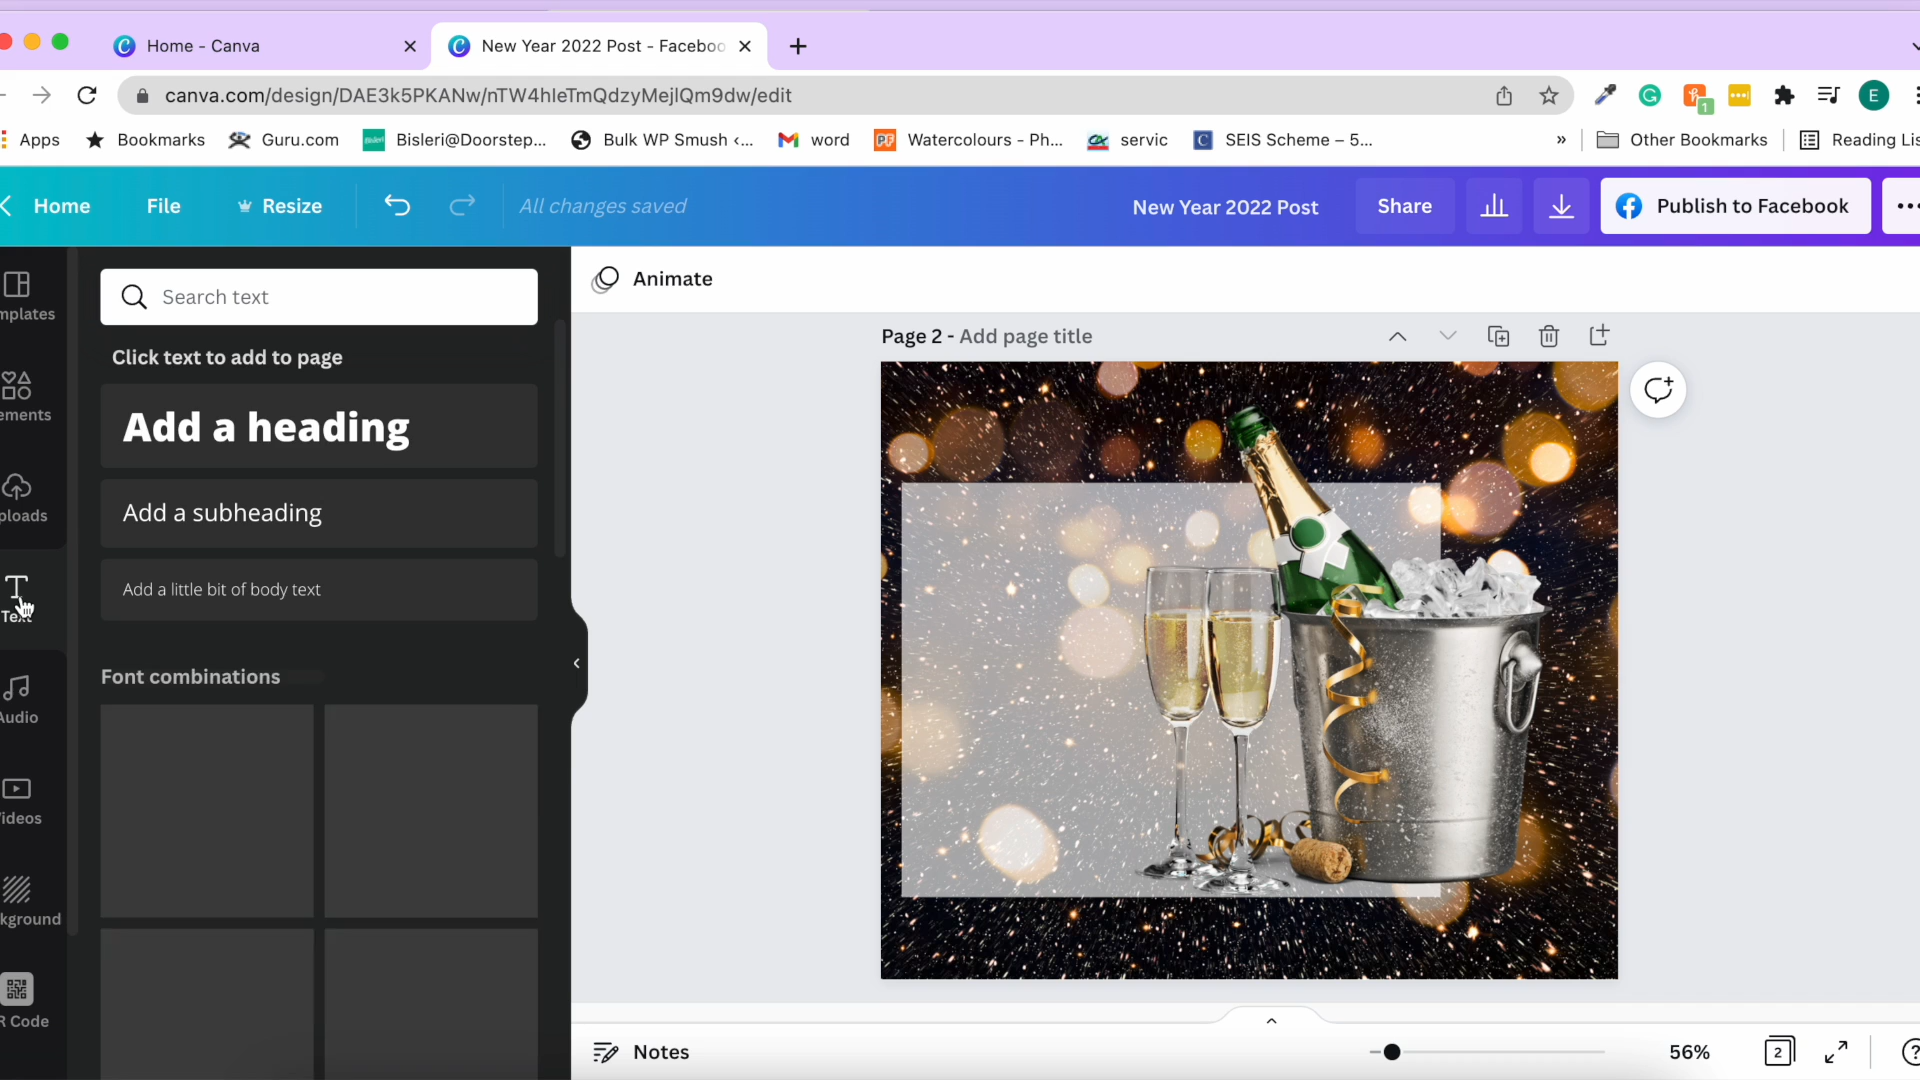 Home - Canva
New Year 2022 Post - Faceboo
canva.com/design/DAE3k5PKANw/nTW4hleTmQdzyMejlQm9dw/edit
1
E
Apps
Bookmarks
Guru.com
Bisleri@Doorstep...
Bulk WP Smush <...
word
PF
Watercolours - Ph...
servic
C
SEIS Scheme – 5...
»
Other Bookmarks
Reading Lis
Home
File
Resize
All changes saved
New Year 2022 Post
Share
Publish to Facebook
mplates
ements
ploads
Text
Audio
ideos
kground
R Code
Search text
Click text to add to page
Add a heading
Add a subheading
Add a little bit of body text
Font combinations
Animate
Page 2 - Add page title
Notes
56%
2
?